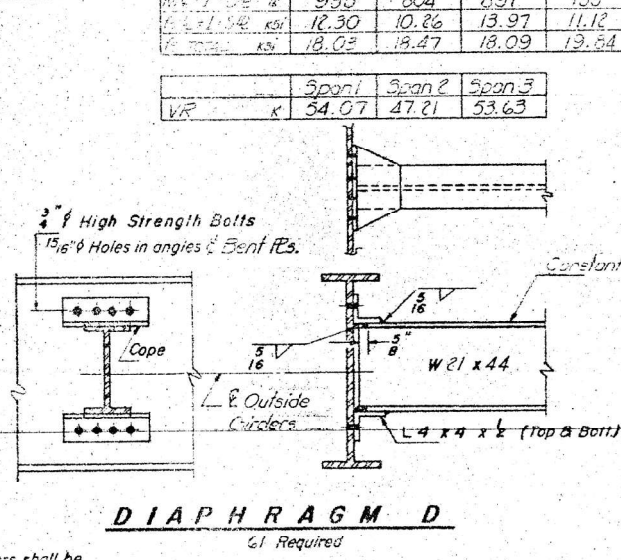 12.30 10.26 13.97 11.12
18.03 18.47 18.09 19.84
Span 1 Span 2 Span 3
VR K 54.07 47.21 53.63
3/4" φ High Strength Bolts
15/16" φ Holes in angles & Bent PLs.
Constant
5/16
Cope
5/16
5/8"
W 21 x 44
℄ Outside
Girders
L 4 x 4 x ½ (Top & Bott.)
DIAPHRAGM D
61 Required
shall be